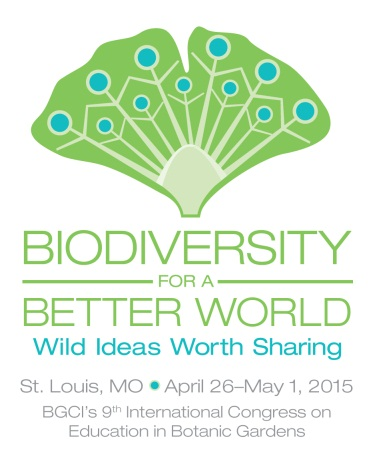 BIODIVERSITY
FOR A
BETTER WORLD
Wild Ideas Worth Sharing
St. Louis, MO • April 26–May 1, 2015
BGCI's 9th International Congress on
Education in Botanic Gardens